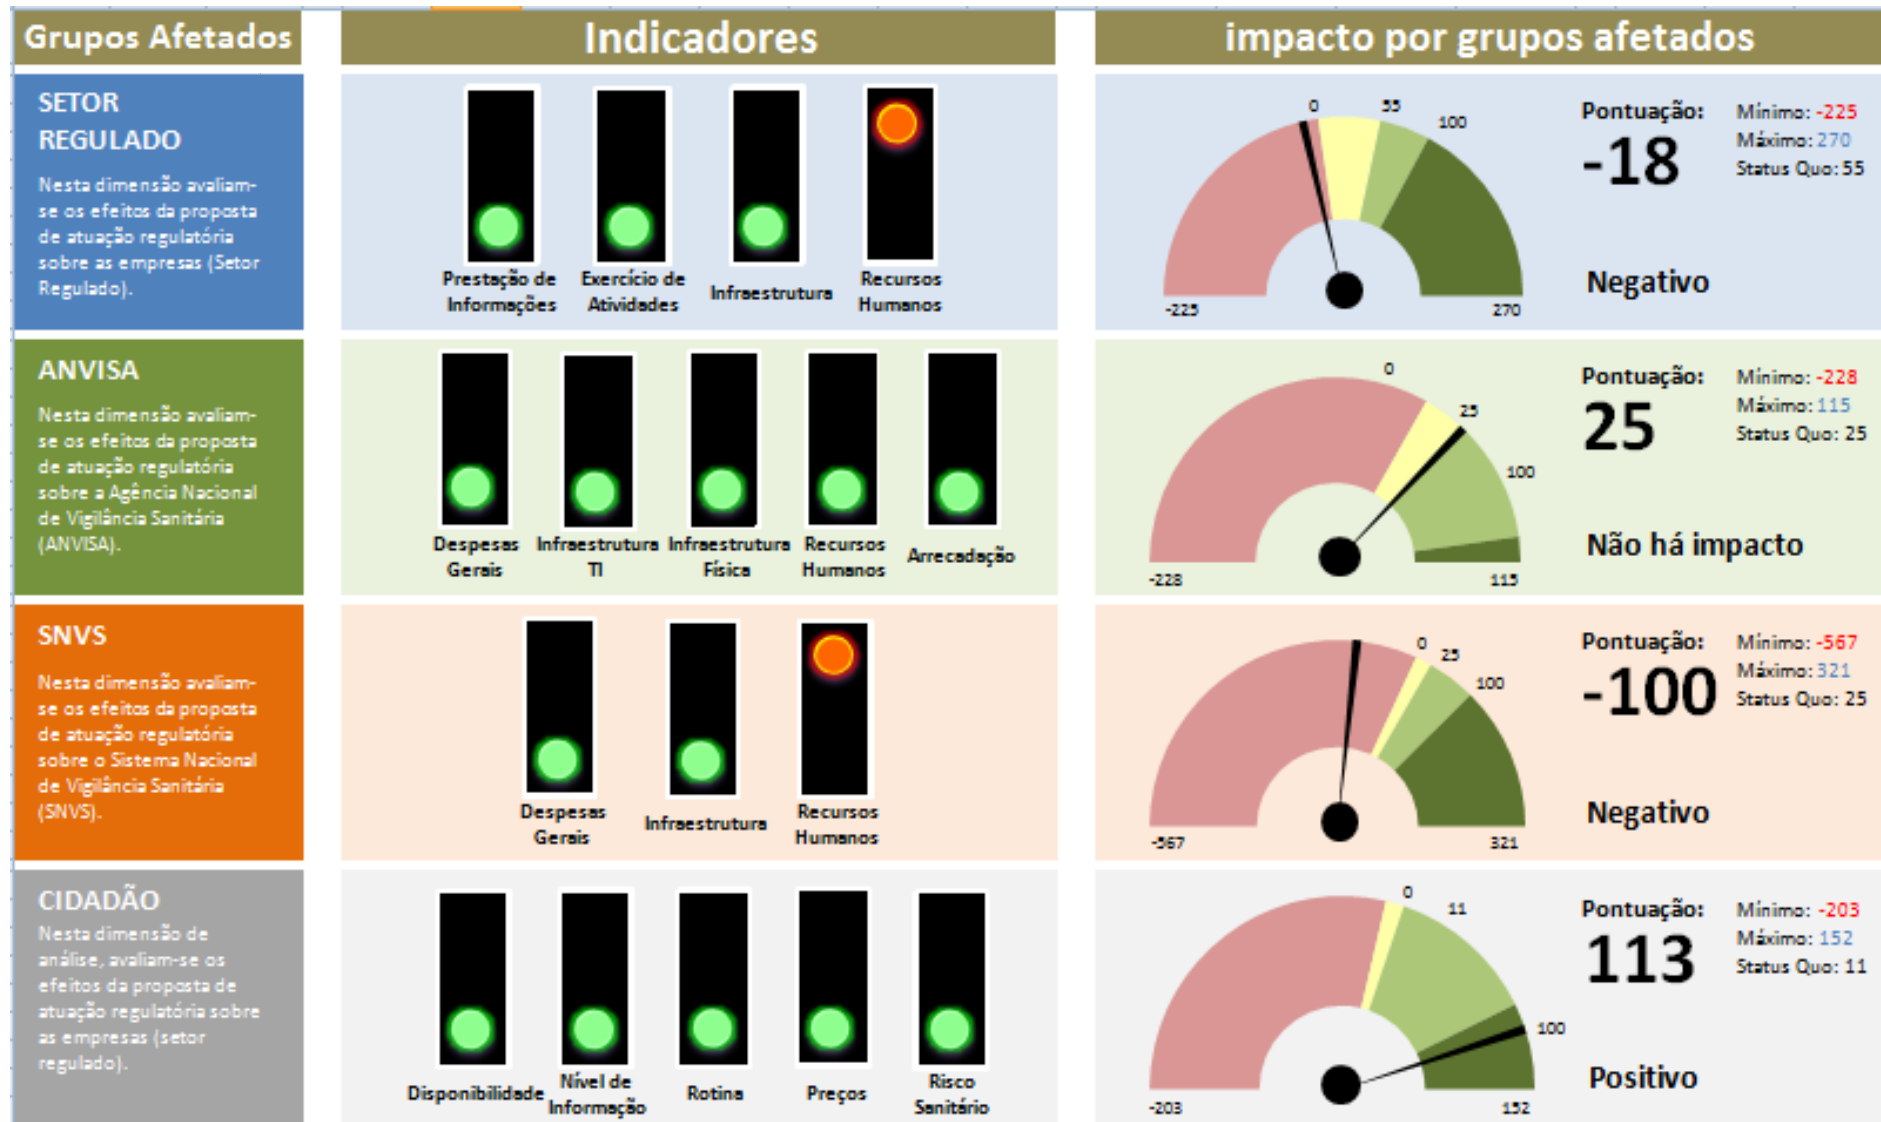 Grupos Afetados
Indicadores
impacto por grupos afetados
SETOR
REGULADO
Nesta dimensão avaliam-
se os efeitos da proposta
de atuação regulatória
sobre as empresas (Setor
Regulado).
Prestação de
Informações
Exercício de
Atividades
Infraestrutura
Recursos
Humanos
0
55
100
-225
270
Pontuação:
-18
Mínimo: -225
Máximo: 270
Status Quo: 55
Negativo
ANVISA
Nesta dimensão avaliam-
se os efeitos da proposta
de atuação regulatória
sobre a Agência Nacional
de Vigilância Sanitária
(ANVISA).
Despesas
Gerais
Infraestrutura
TI
Infraestrutura
Física
Recursos
Humanos
Arrecadação
0
25
100
-228
115
Pontuação:
25
Mínimo: -228
Máximo: 115
Status Quo: 25
Não há impacto
SNVS
Nesta dimensão avaliam-
se os efeitos da proposta
de atuação regulatória
sobre o Sistema Nacional
de Vigilância Sanitária
(SNVS).
Despesas
Gerais
Infraestrutura
Recursos
Humanos
0
25
100
-567
321
Pontuação:
-100
Mínimo: -567
Máximo: 321
Status Quo: 25
Negativo
CIDADÃO
Nesta dimensão de
análise, avaliam-se os
efeitos da proposta de
atuação regulatória sobre
as empresas (setor
regulado).
Disponibilidade
Nível de
Informação
Rotina
Preços
Risco
Sanitário
0
11
100
-203
152
Pontuação:
113
Mínimo: -203
Máximo: 152
Status Quo: 11
Positivo